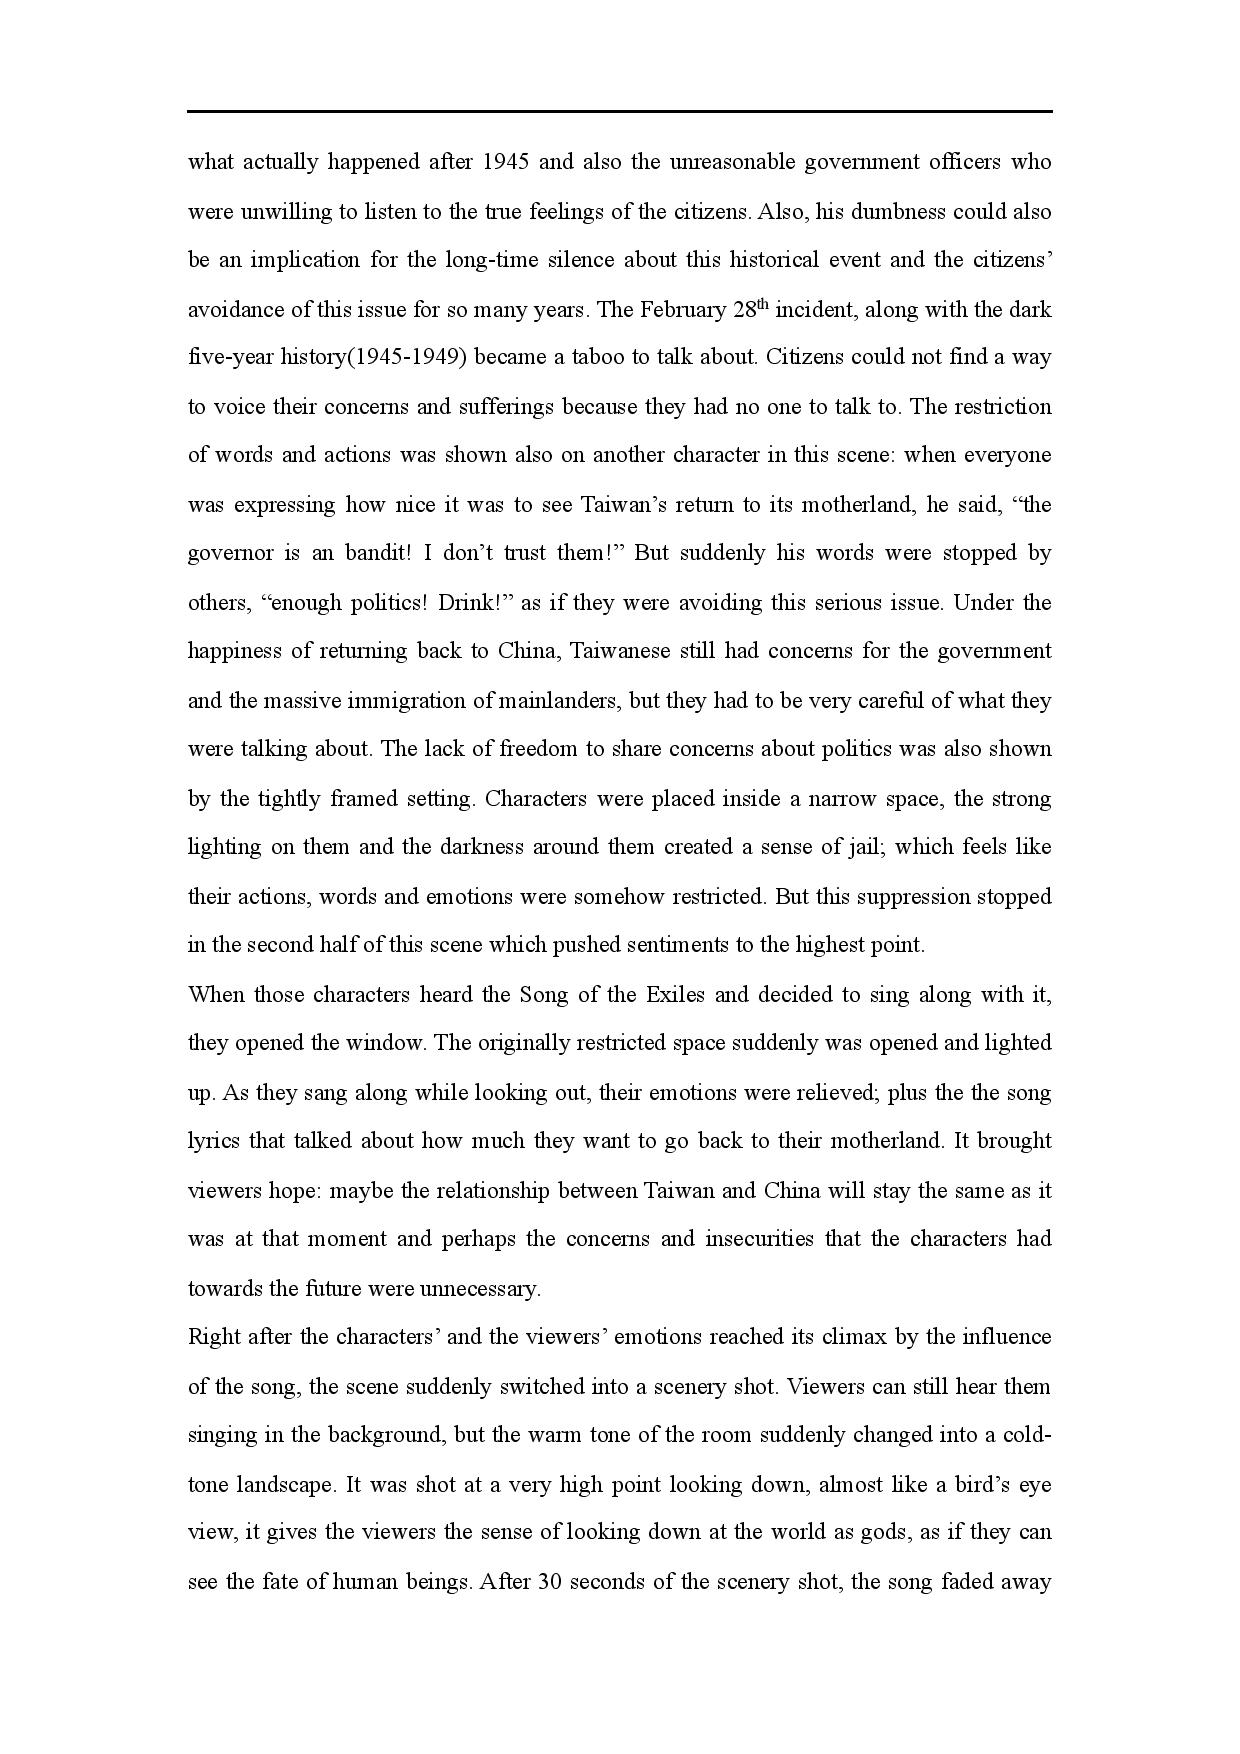 what actually happened after 1945 and also the unreasonable government officers who
were unwilling to listen to the true feelings of the citizens. Also, his dumbness could also
be an implication for the long-time silence about this historical event and the citizens’
avoidance of this issue for so many years. The February 28th incident, along with the dark
five-year history(1945-1949) became a taboo to talk about. Citizens could not find a way
to voice their concerns and sufferings because they had no one to talk to. The restriction
of words and actions was shown also on another character in this scene: when everyone
was expressing how nice it was to see Taiwan’s return to its motherland, he said, “the
governor is an bandit! I don’t trust them!” But suddenly his words were stopped by
others, “enough politics! Drink!” as if they were avoiding this serious issue. Under the
happiness of returning back to China, Taiwanese still had concerns for the government
and the massive immigration of mainlanders, but they had to be very careful of what they
were talking about. The lack of freedom to share concerns about politics was also shown
by the tightly framed setting. Characters were placed inside a narrow space, the strong
lighting on them and the darkness around them created a sense of jail; which feels like
their actions, words and emotions were somehow restricted. But this suppression stopped
in the second half of this scene which pushed sentiments to the highest point.
When those characters heard the Song of the Exiles and decided to sing along with it,
they opened the window. The originally restricted space suddenly was opened and lighted
up. As they sang along while looking out, their emotions were relieved; plus the the song
lyrics that talked about how much they want to go back to their motherland. It brought
viewers hope: maybe the relationship between Taiwan and China will stay the same as it
was at that moment and perhaps the concerns and insecurities that the characters had
towards the future were unnecessary.
Right after the characters’ and the viewers’ emotions reached its climax by the influence
of the song, the scene suddenly switched into a scenery shot. Viewers can still hear them
singing in the background, but the warm tone of the room suddenly changed into a cold-
tone landscape. It was shot at a very high point looking down, almost like a bird’s eye
view, it gives the viewers the sense of looking down at the world as gods, as if they can
see the fate of human beings. After 30 seconds of the scenery shot, the song faded away